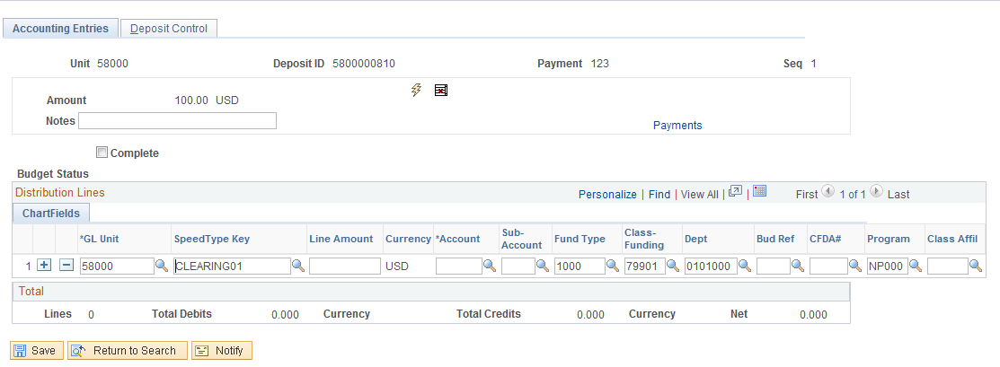 Accounting Entries Deposit Control
Unit 58000 Deposit ID 5800000810 Payment 123 Seq 1
Amount 100.00 USD
Notes Payments
Complete
Budget Status
Distribution Lines Personalize | Find | View All | | First 1 of 1 Last
ChartFields
*GL Unit SpeedType Key Line Amount Currency *Account Sub-Account Fund Type Class-Funding Dept Bud Ref CFDA# Program Class Affil
1 58000 CLEARING01 USD 1000 79901 0101000 NP000
Total
Lines 0 Total Debits 0.000 Currency Total Credits 0.000 Currency Net 0.000
Save Return to Search Notify